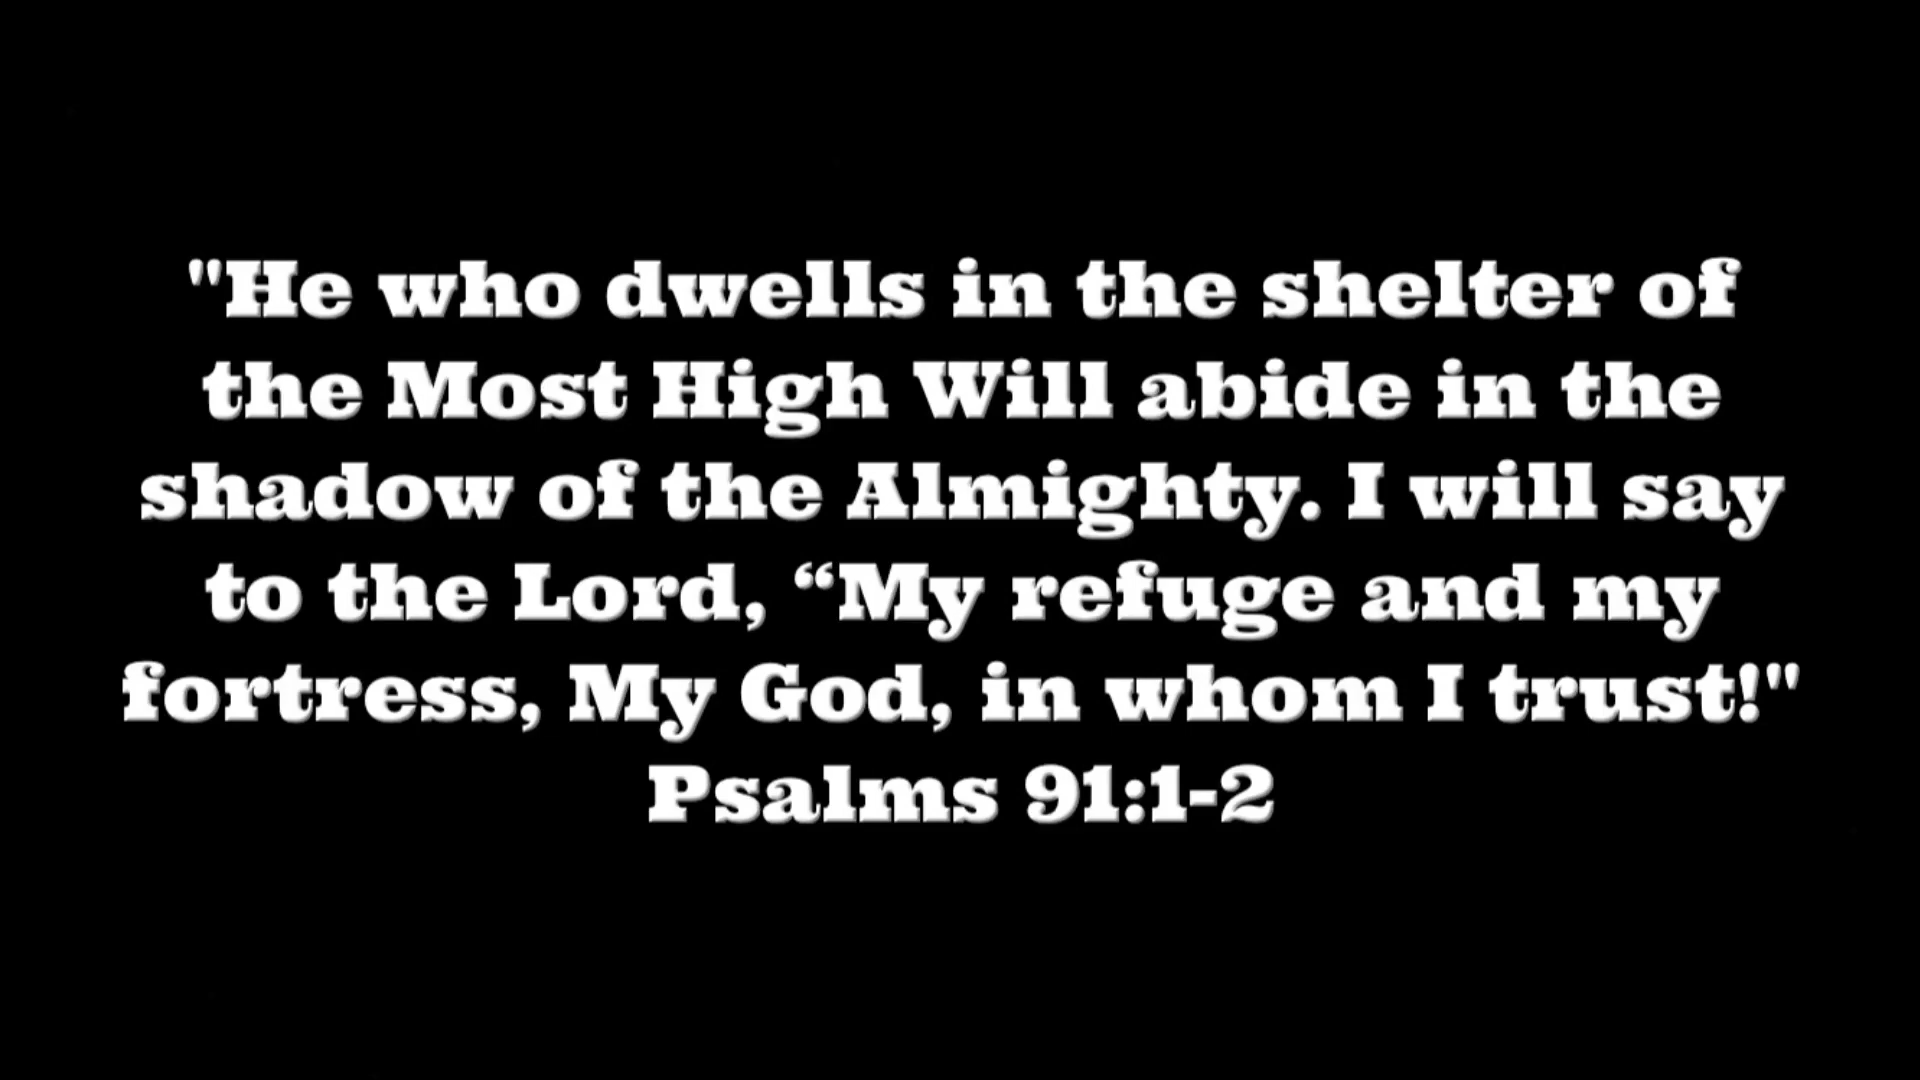 "He who dwells in the shelter of
the Most High Will abide in the
shadow of the Almighty. I will say
to the Lord, “My refuge and my
fortress, My God, in whom I trust!"
Psalms 91:1-2